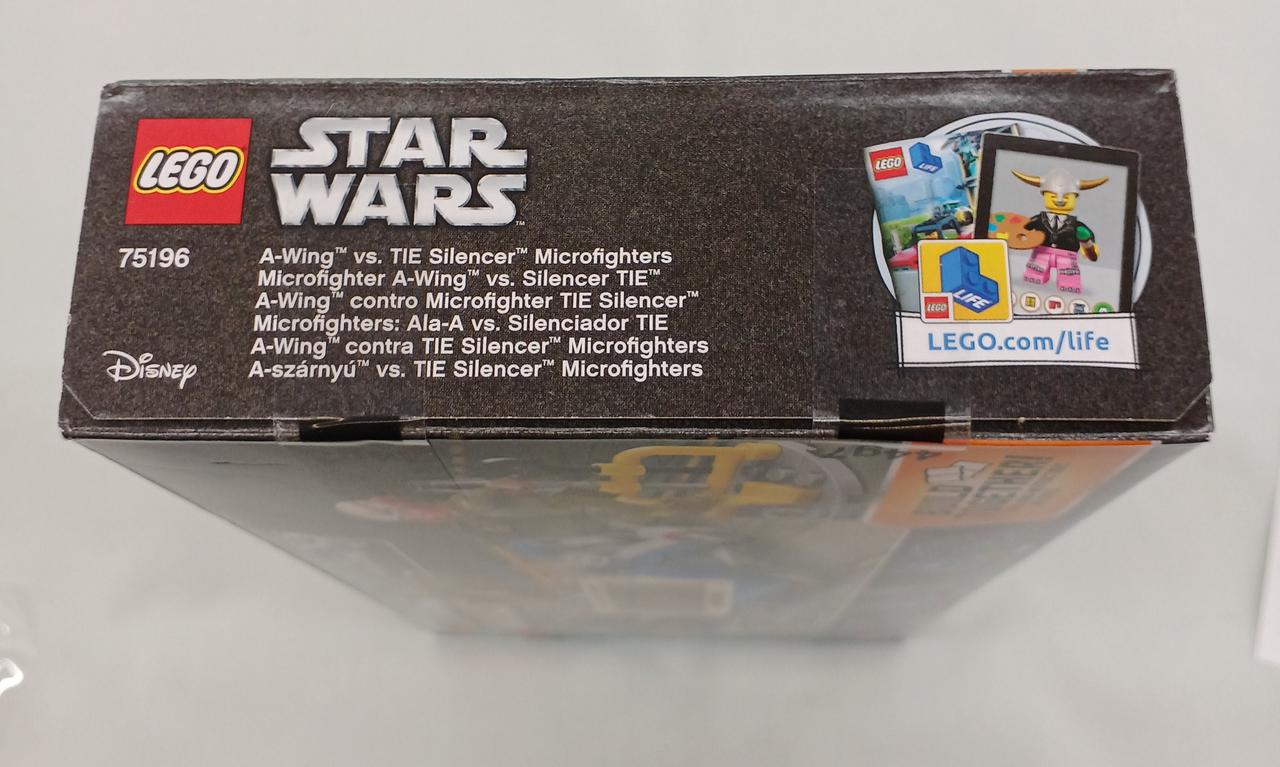 LEGO
STAR
WARS™
75196
A-Wing™ vs. TIE Silencer™ Microfighters
Microfighter A-Wing™ vs. Silencer TIE™
A-Wing™ contro Microfighter TIE Silencer™
Microfighters: Ala-A vs. Silenciador TIE
A-Wing™ contra TIE Silencer™ Microfighters
A-szárnyú™ vs. TIE Silencer™ Microfighters
Disney
LEGO LIFE
LIFE
LEGO
LEGO.com/life